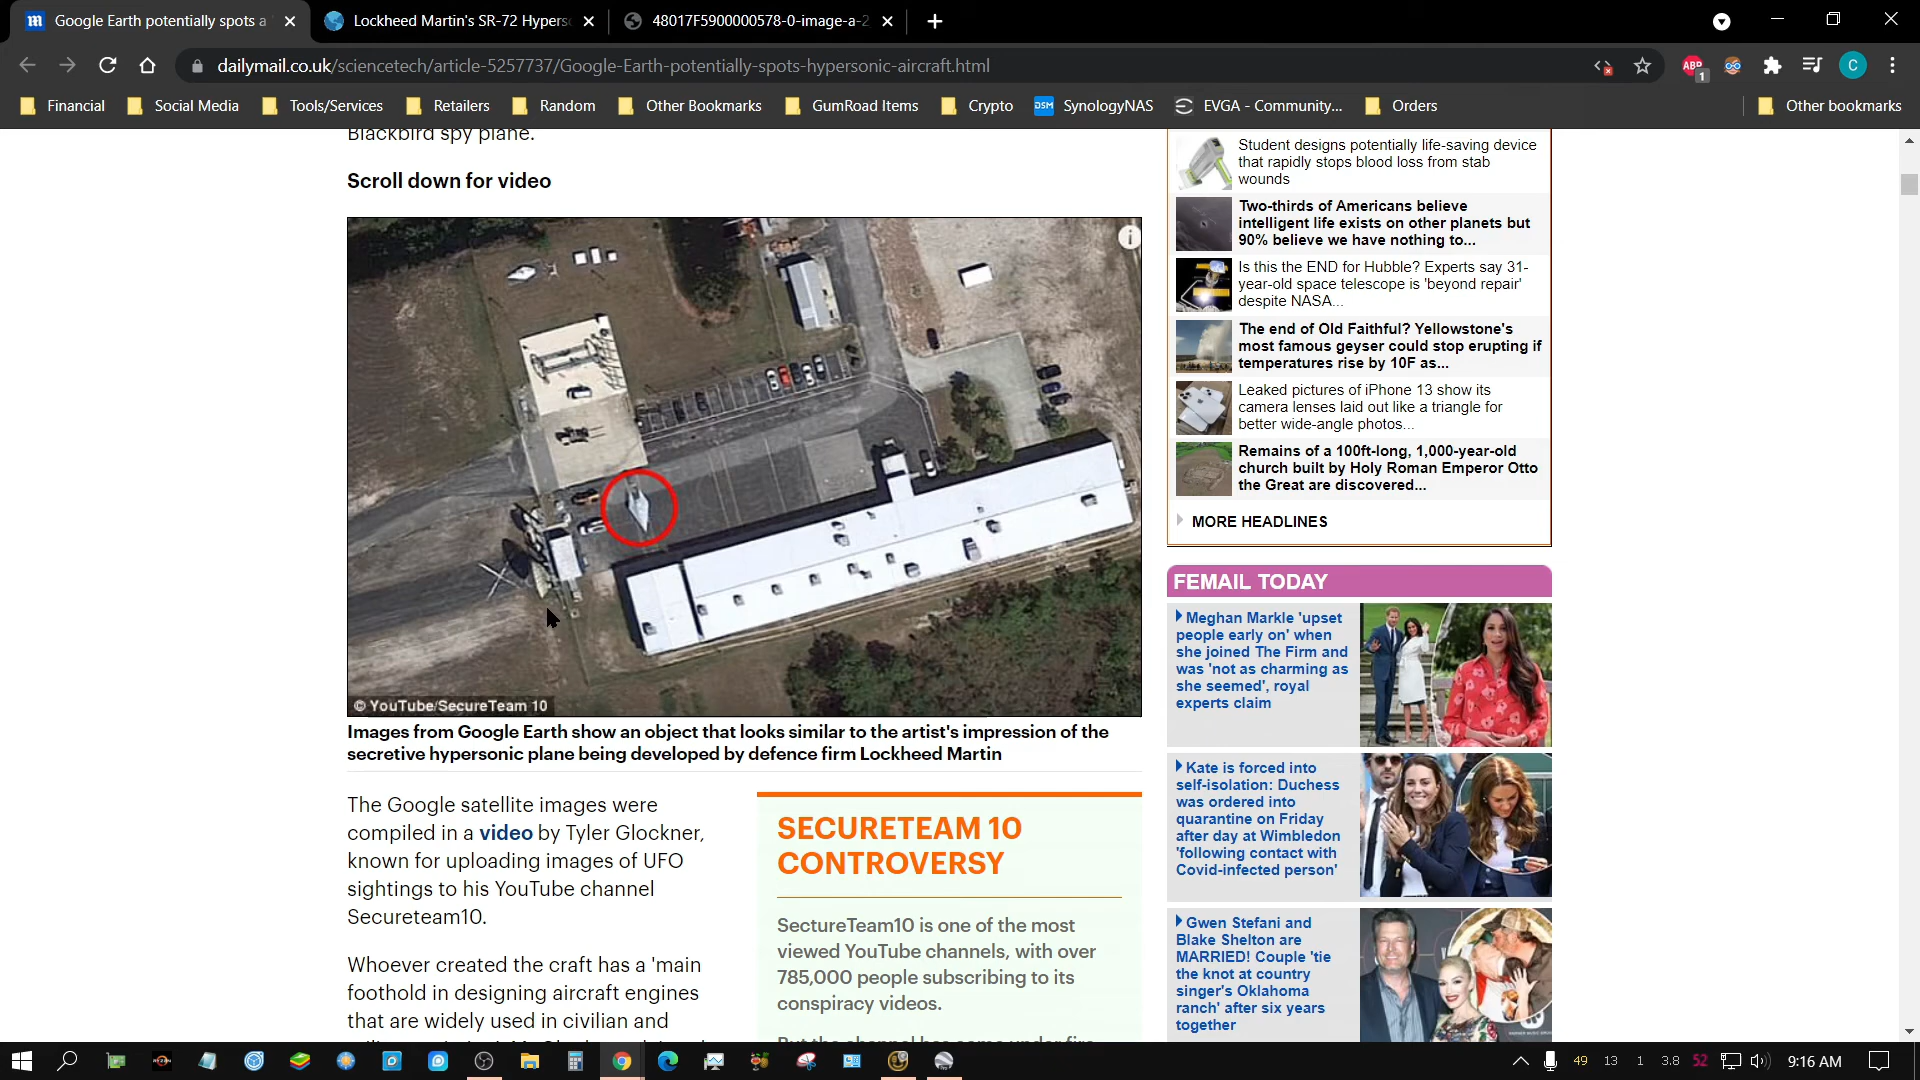 Google Earth potentially spots a
Lockheed Martin's SR-72 Hyperso
48017F5900000578-0-image-a-2
dailymail.co.uk/sciencetech/article-5257737/Google-Earth-potentially-spots-hypersonic-aircraft.html
ABP
1
C
Financial
Social Media
Tools/Services
Retailers
Random
Other Bookmarks
GumRoad Items
Crypto
DSM
SynologyNAS
EVGA - Community...
Orders
Other bookmarks
Blackbird spy plane.
Scroll down for video
© YouTube/SecureTeam 10
Images from Google Earth show an object that looks similar to the artist's impression of the
secretive hypersonic plane being developed by defence firm Lockheed Martin
The Google satellite images were
compiled in a video by Tyler Glockner,
known for uploading images of UFO
sightings to his YouTube channel
Secureteam10.
Whoever created the craft has a 'main
foothold in designing aircraft engines
that are widely used in civilian and
SECURETEAM 10
CONTROVERSY
SectureTeam10 is one of the most
viewed YouTube channels, with over
785,000 people subscribing to its
conspiracy videos.
But the channel has come under fire
Student designs potentially life-saving device
that rapidly stops blood loss from stab
wounds
Two-thirds of Americans believe
intelligent life exists on other planets but
90% believe we have nothing to...
Is this the END for Hubble? Experts say 31-
year-old space telescope is 'beyond repair'
despite NASA...
The end of Old Faithful? Yellowstone's
most famous geyser could stop erupting if
temperatures rise by 10F as...
Leaked pictures of iPhone 13 show its
camera lenses laid out like a triangle for
better wide-angle photos...
Remains of a 100ft-long, 1,000-year-old
church built by Holy Roman Emperor Otto
the Great are discovered...
MORE HEADLINES
FEMAIL TODAY
Meghan Markle 'upset
people early on' when
she joined The Firm and
was 'not as charming as
she seemed', royal
experts claim
Kate is forced into
self-isolation: Duchess
was ordered into
quarantine on Friday
after day at Wimbledon
'following contact with
Covid-infected person'
Gwen Stefani and
Blake Shelton are
MARRIED! Couple 'tie
the knot at country
singer's Oklahoma
ranch' after six years
together
49
13
1
3.8
52
9:16 AM